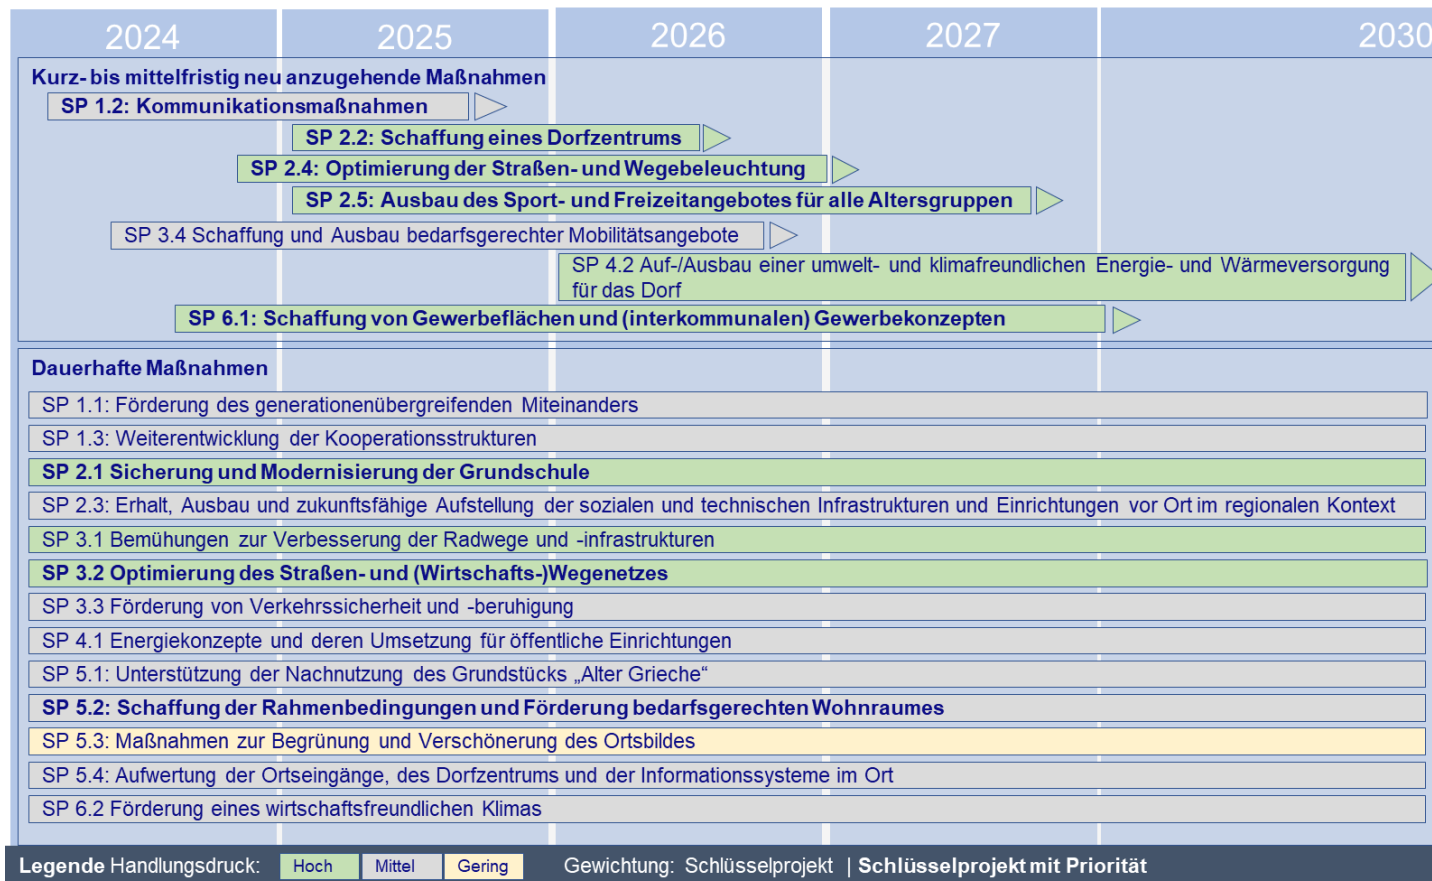 2024 2025 2026 2027 2030
Kurz- bis mittelfristig neu anzugehende Maßnahmen
SP 1.2: Kommunikationsmaßnahmen
SP 2.2: Schaffung eines Dorfzentrums
SP 2.4: Optimierung der Straßen- und Wegebeleuchtung
SP 2.5: Ausbau des Sport- und Freizeitangebotes für alle Altersgruppen
SP 3.4 Schaffung und Ausbau bedarfsgerechter Mobilitätsangebote
SP 4.2 Auf-/Ausbau einer umwelt- und klimafreundlichen Energie- und Wärmeversorgung
für das Dorf
SP 6.1: Schaffung von Gewerbeflächen und (interkommunalen) Gewerbekonzepten
Dauerhafte Maßnahmen
SP 1.1: Förderung des generationenübergreifenden Miteinanders
SP 1.3: Weiterentwicklung der Kooperationsstrukturen
SP 2.1 Sicherung und Modernisierung der Grundschule
SP 2.3: Erhalt, Ausbau und zukunftsfähige Aufstellung der sozialen und technischen Infrastrukturen und Einrichtungen vor Ort im regionalen Kontext
SP 3.1 Bemühungen zur Verbesserung der Radwege und -infrastrukturen
SP 3.2 Optimierung des Straßen- und (Wirtschafts-)Wegenetzes
SP 3.3 Förderung von Verkehrssicherheit und -beruhigung
SP 4.1 Energiekonzepte und deren Umsetzung für öffentliche Einrichtungen
SP 5.1: Unterstützung der Nachnutzung des Grundstücks „Alter Grieche“
SP 5.2: Schaffung der Rahmenbedingungen und Förderung bedarfsgerechten Wohnraumes
SP 5.3: Maßnahmen zur Begrünung und Verschönerung des Ortsbildes
SP 5.4: Aufwertung der Ortseingänge, des Dorfzentrums und der Informationssysteme im Ort
SP 6.2 Förderung eines wirtschaftsfreundlichen Klimas
Legende Handlungsdruck: Hoch Mittel Gering Gewichtung: Schlüsselprojekt | Schlüsselprojekt mit Priorität